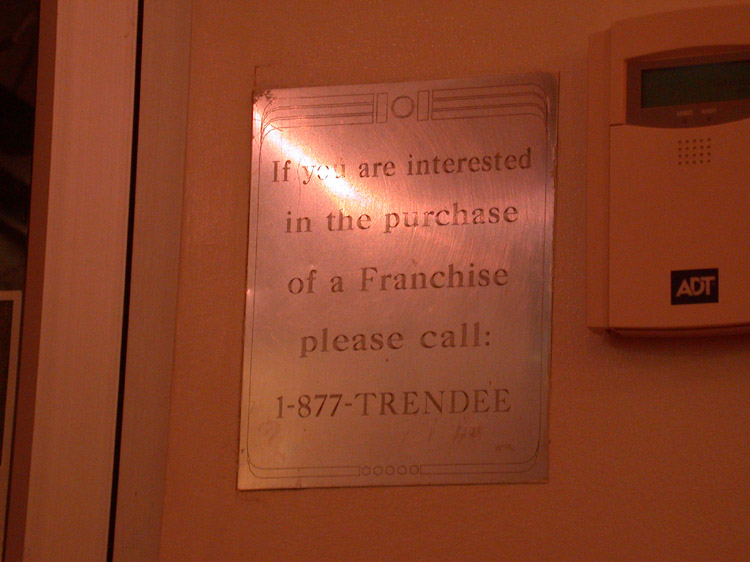 If you are interested
in the purchase
of a Franchise
please call:
1-877-TRENDEE
ADT